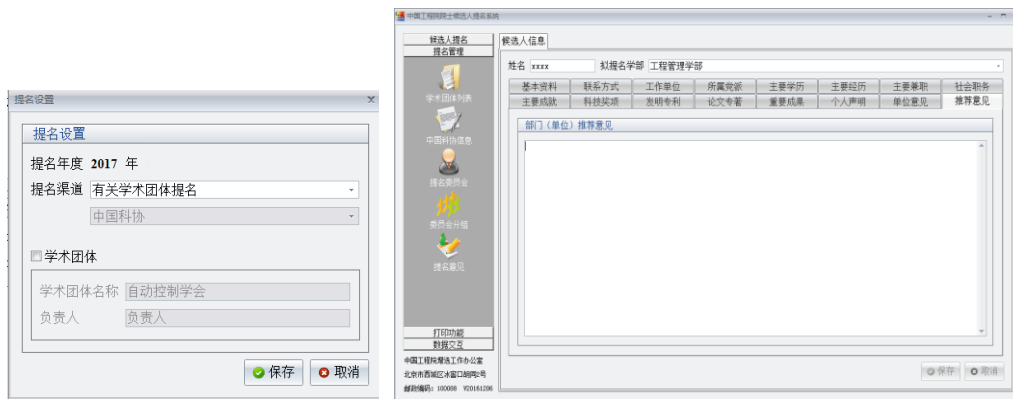 提名设置
提名设置
提名年度 2017 年
提名渠道 有关学术团体提名
中国科协
学术团体
学术团体名称 自动控制学会
负责人 负责人
保存 取消
中国工程院院士候选人提名系统
候选人提名
提名管理
学术团体列表
中国科协信息
提名委员会
委员会分组
提名意见
打印功能
数据交互
中国工程院增选工作办公室
北京市西城区冰窖口胡同2号
邮政编码: 100088 V20161206
候选人信息
姓名 xxxx 拟提名学部 工程管理学部
基本资料 联系方式 工作单位 所属党派 主要学历 主要经历 主要兼职 社会职务
主要成就 科技奖项 发明专利 论文专著 重要成果 个人声明 单位意见 推荐意见
部门（单位）推荐意见
保存 取消